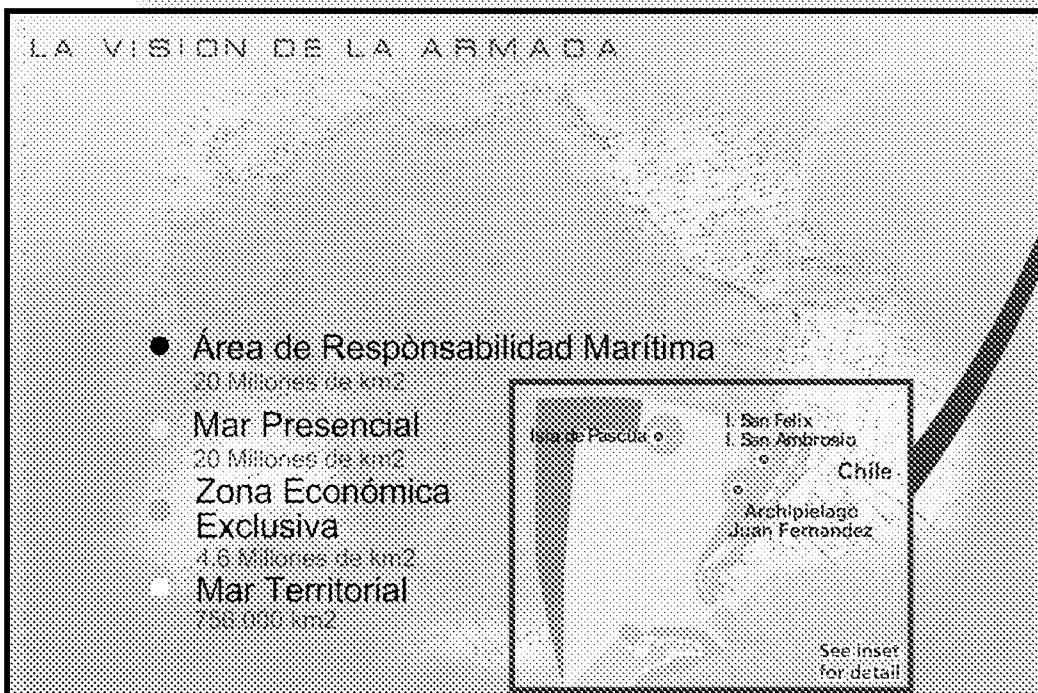 LA VISION DE LA ARMADA
Área de Responsabilidad Marítima
20 Millones de km2
Mar Presencial
20 Millones de km2
Zona Económica
Exclusiva
4.6 Millones de km2
Mar Territorial
km2
Isla de Pascua
I. San Felix
I. San Ambrosio
Chile
Archipielago
Juan Fernandez
See inset
for detail